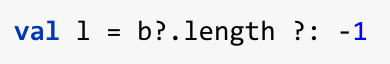 val l = b?.length ?: -1